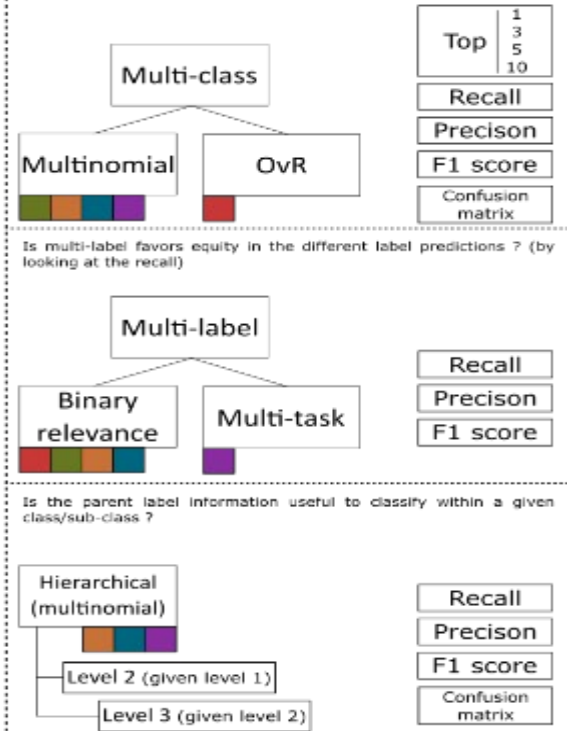 Multi-class
Multinomial
OvR
Top
1
3
5
10
Recall
Precison
F1 score
Confusion
matrix
Is multi-label favors equity in the different label predictions ? (by
looking at the recall)
Multi-label
Binary
relevance
Multi-task
Recall
Precison
F1 score
Is the parent label information useful to classify within a given
class/sub-class ?
Hierarchical
(multinomial)
Level 2 (given level 1)
Level 3 (given level 2)
Recall
Precison
F1 score
Confusion
matrix